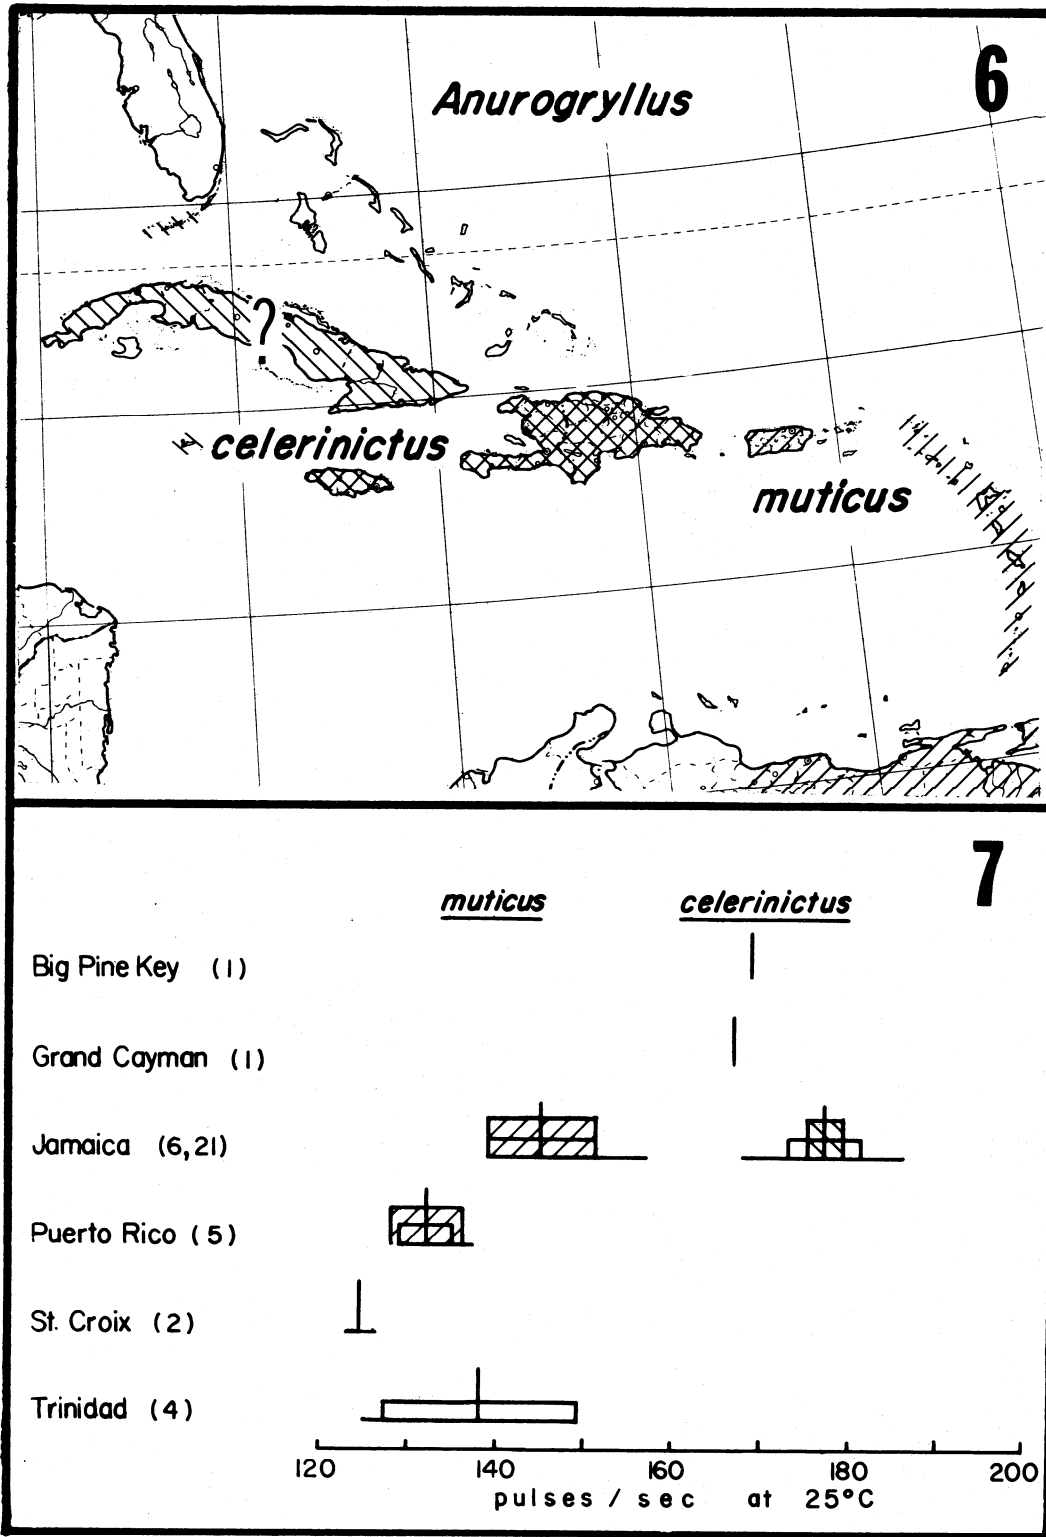 6
Anurogryllus
?
celerinictus
muticus
7
muticus celerinictus
Big Pine Key (1)
Grand Cayman (1)
Jamaica (6,21)
Puerto Rico (5)
St. Croix (2)
Trinidad (4)
120 140 160 180 200
pulses / sec at 25°C